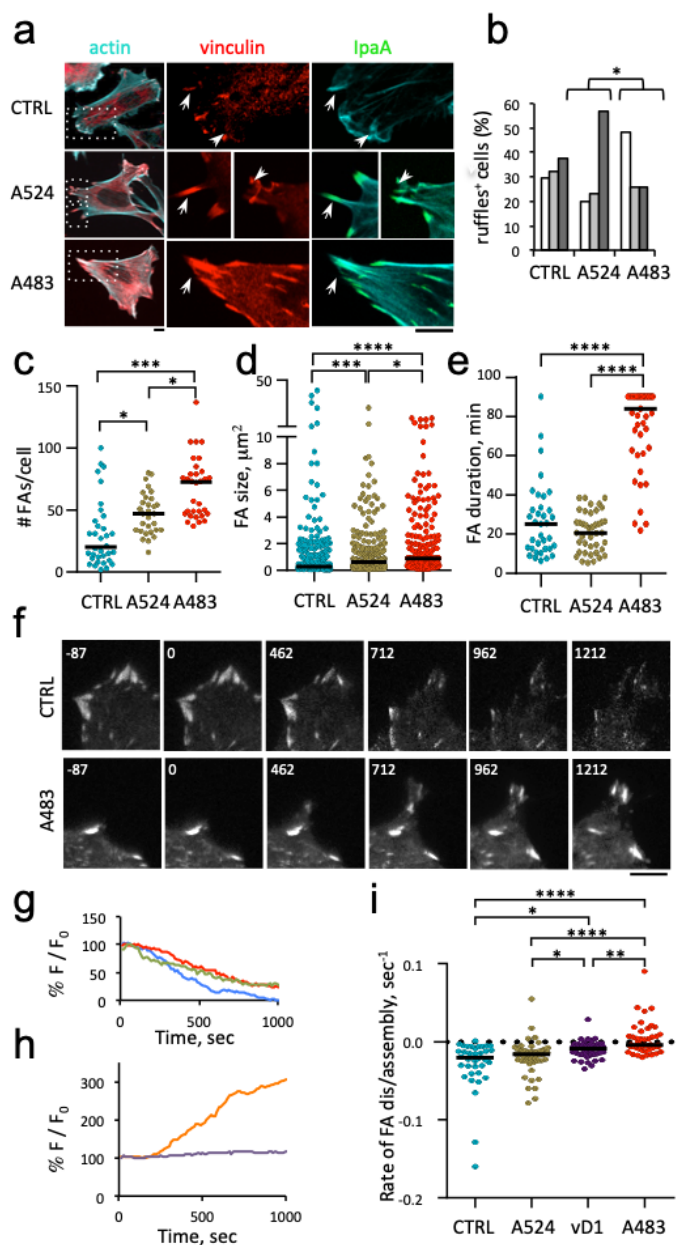 a
actin vinculin IpaA
CTRL
A524
A483
b
*
ruffles⁺ cells (%)
60
50
40
30
20
10
0
CTRL A524 A483
c
***
* *
# FAs/cell
150
100
50
0
CTRL A524 A483
d
****
*** *
FA size, μm²
50
10
8
6
4
2
0
CTRL A524 A483
e
****
****
FA duration, min
100
80
60
40
20
0
CTRL A524 A483
f
CTRL
-87 0 462 712 962 1212
A483
-87 0 462 712 962 1212
g
% F / F₀
150
100
50
0
0 500 1000
Time, sec
h
% F / F₀
300
200
100
0
0 500 1000
Time, sec
i
****
*
****
* **
Rate of FA dis/assembly, sec⁻¹
0.1
0.0
-0.1
-0.2
CTRL A524 vD1 A483